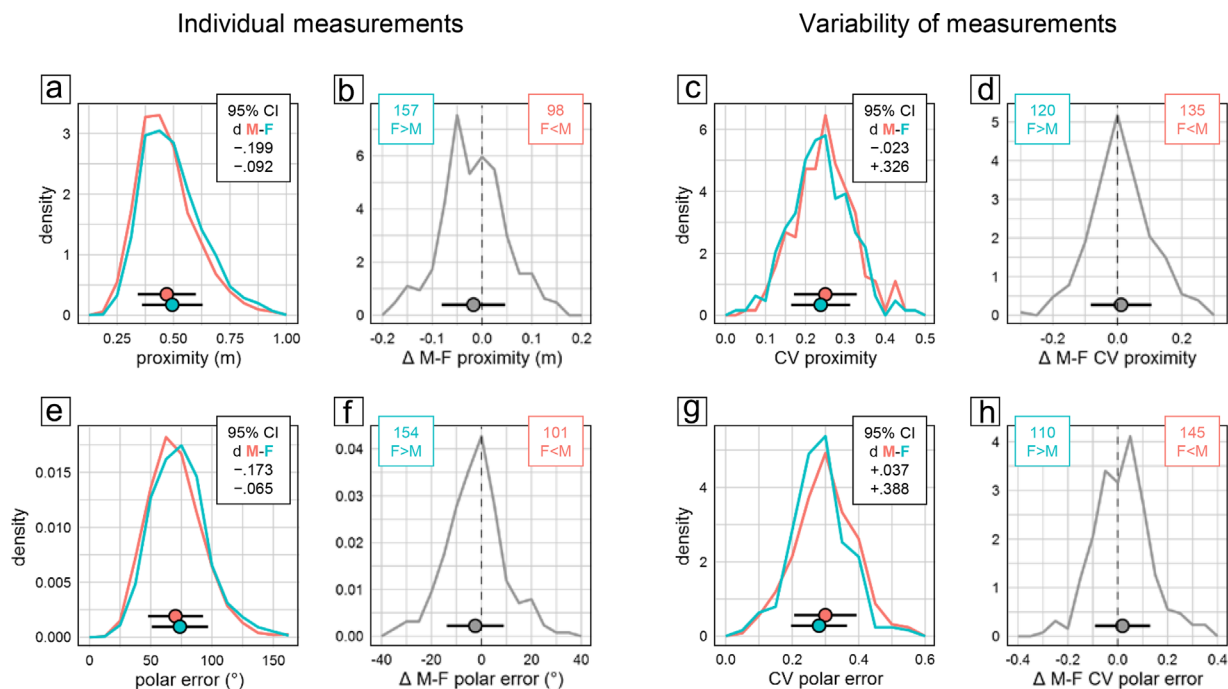 Individual measurements
Variability of measurements
a
density
3
2
1
0
0.25
0.50
0.75
1.00
proximity (m)
95% CI
d M-F
−.199
−.092
b
157
F>M
98
F<M
7
6
5
4
3
2
1
0
-0.2
-0.1
0.0
0.1
0.2
Δ M-F proximity (m)
c
density
6
4
2
0
0.0
0.1
0.2
0.3
0.4
0.5
CV proximity
95% CI
d M-F
−.023
+.326
d
120
F>M
135
F<M
5
4
3
2
1
0
-0.2
0.0
0.2
Δ M-F CV proximity
e
density
0.015
0.010
0.005
0.000
0
50
100
150
polar error (°)
95% CI
d M-F
−.173
−.065
f
154
F>M
101
F<M
0.04
0.03
0.02
0.01
0.00
-40
-20
0
20
40
Δ M-F polar error (°)
g
density
4
2
0
0.0
0.2
0.4
0.6
CV polar error
95% CI
d M-F
+.037
+.388
h
110
F>M
145
F<M
4
3
2
1
0
-0.4
-0.2
0.0
0.2
0.4
Δ M-F CV polar error